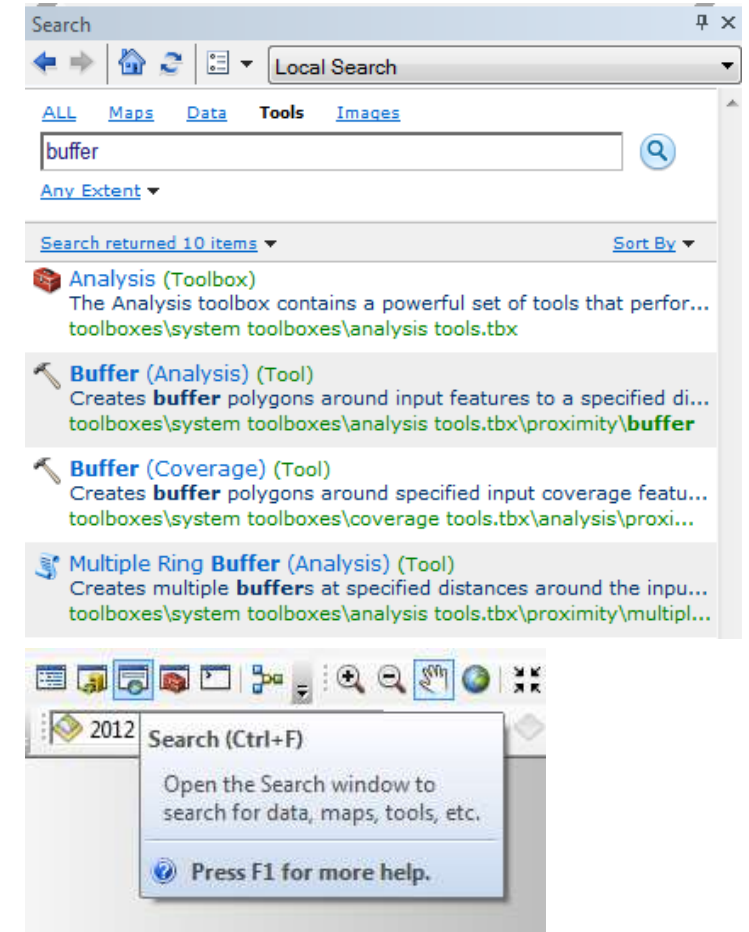 Search
Local Search
ALL Maps Data Tools Images
buffer
Any Extent
Search returned 10 items Sort By
Analysis (Toolbox)
The Analysis toolbox contains a powerful set of tools that perfor...
toolboxes\system toolboxes\analysis tools.tbx
Buffer (Analysis) (Tool)
Creates buffer polygons around input features to a specified di...
toolboxes\system toolboxes\analysis tools.tbx\proximity\buffer
Buffer (Coverage) (Tool)
Creates buffer polygons around specified input coverage featu...
toolboxes\system toolboxes\coverage tools.tbx\analysis\proxi...
Multiple Ring Buffer (Analysis) (Tool)
Creates multiple buffers at specified distances around the inpu...
toolboxes\system toolboxes\analysis tools.tbx\proximity\multipl...
2012
Search (Ctrl+F)
Open the Search window to
search for data, maps, tools, etc.
Press F1 for more help.